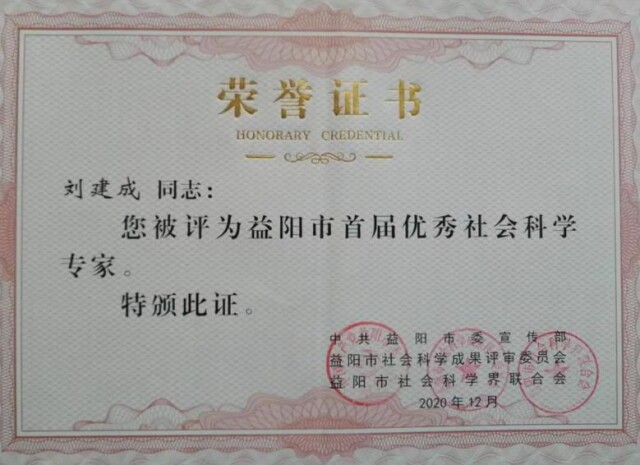 荣誉证书
HONORARY CREDENTIAL
刘建成 同志：
您被评为益阳市首届优秀社会科学
专家。
特颁此证。
中共益阳市委宣传部
益阳市社会科学成果评审委员会
益阳市社会科学界联合会
2020年12月